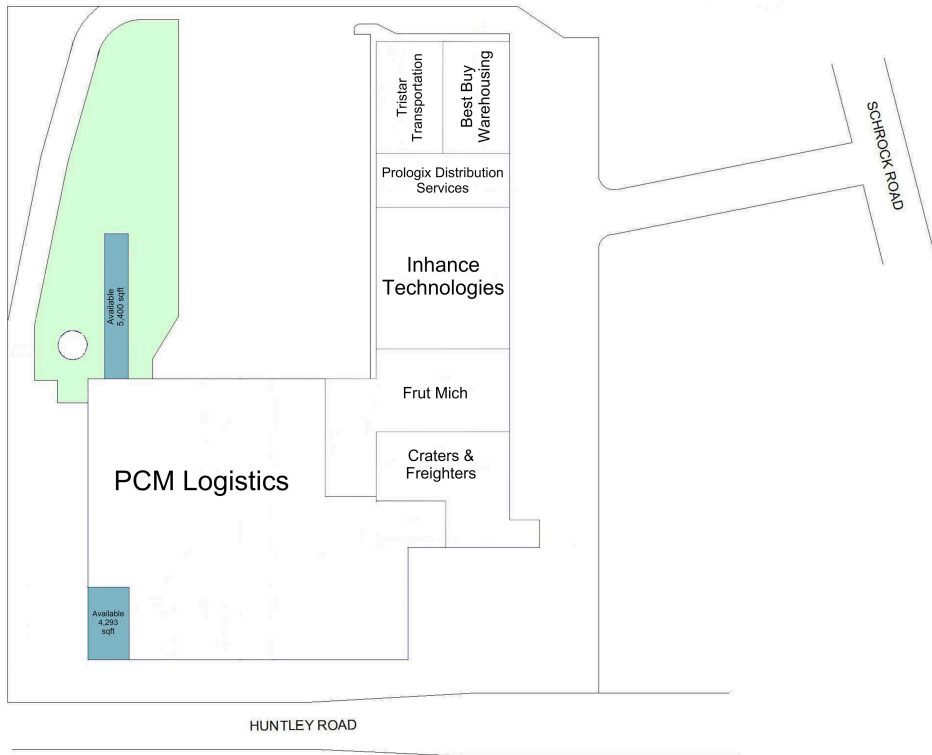 Tristar
Transportation
Best Buy
Warehousing
SCHROCK ROAD
Prologix Distribution
Services
Inhance
Technologies
Available
5,400 sqft
Frut Mich
Craters &
Freighters
PCM Logistics
Available
4,293
sqft
HUNTLEY ROAD